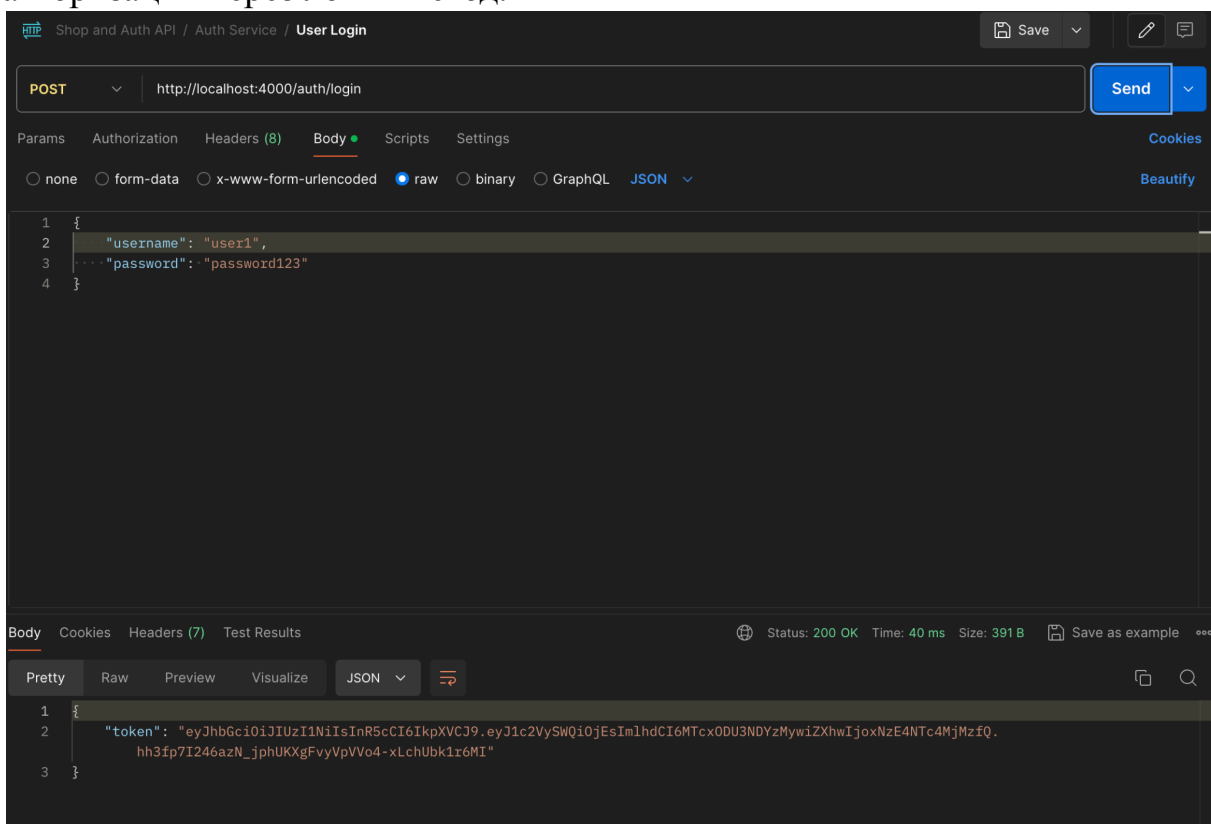 HTTP Shop and Auth API / Auth Service / User Login Save
POST http://localhost:4000/auth/login Send
Params Authorization Headers (8) Body Scripts Settings Cookies
none form-data x-www-form-urlencoded raw binary GraphQL JSON Beautify
1 {
2 "username": "user1",
3 "password": "password123"
4 }
Body Cookies Headers (7) Test Results Status: 200 OK Time: 40 ms Size: 391 B Save as example
Pretty Raw Preview Visualize JSON
1 {
2 "token": "eyJhbGciOiJIUzI1NiIsInR5cCI6IkpXVCJ9.eyJ1c2VySWQiOjEsImlhdCI6MTcxODU3NDYzMywiZXhwIjoxNzE4NTc4MjMzfQ.
hh3fp7I246azN_jphUKXgFvyVpVVo4-xLchUbk1r6MI"
3 }